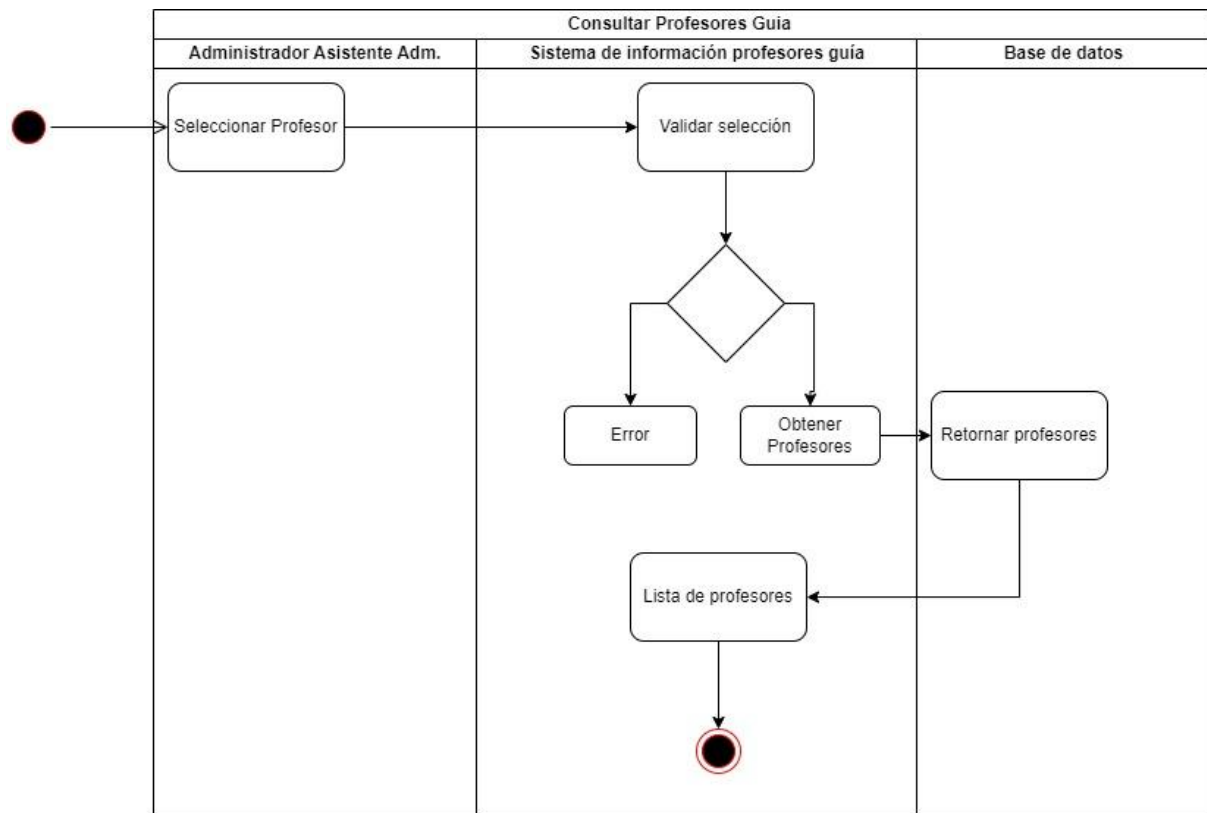 Consultar Profesores Guia
Administrador Asistente Adm.
Sistema de información profesores guía
Base de datos
Seleccionar Profesor
Validar selección
Error
Obtener
Profesores
Retornar profesores
Lista de profesores